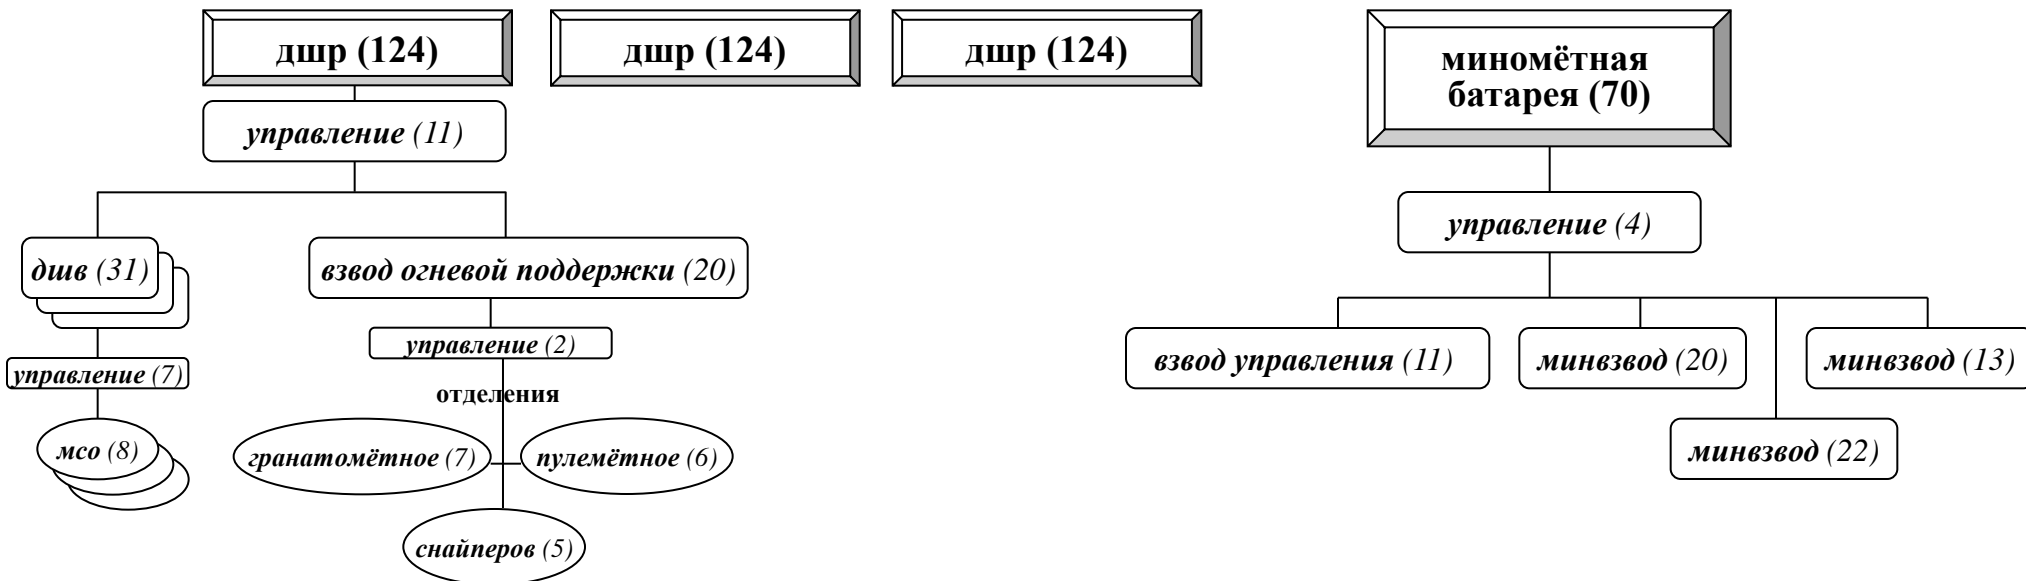 дшр (124)
дшр (124)
дшр (124)
миномётная
батарея (70)
управление (11)
управление (4)
дшв (31)
взвод огневой поддержки (20)
управление (2)
управление (7)
отделения
мсо (8)
гранатомётное (7)
пулемётное (6)
снайперов (5)
взвод управления (11)
минвзвод (20)
минвзвод (13)
минвзвод (22)